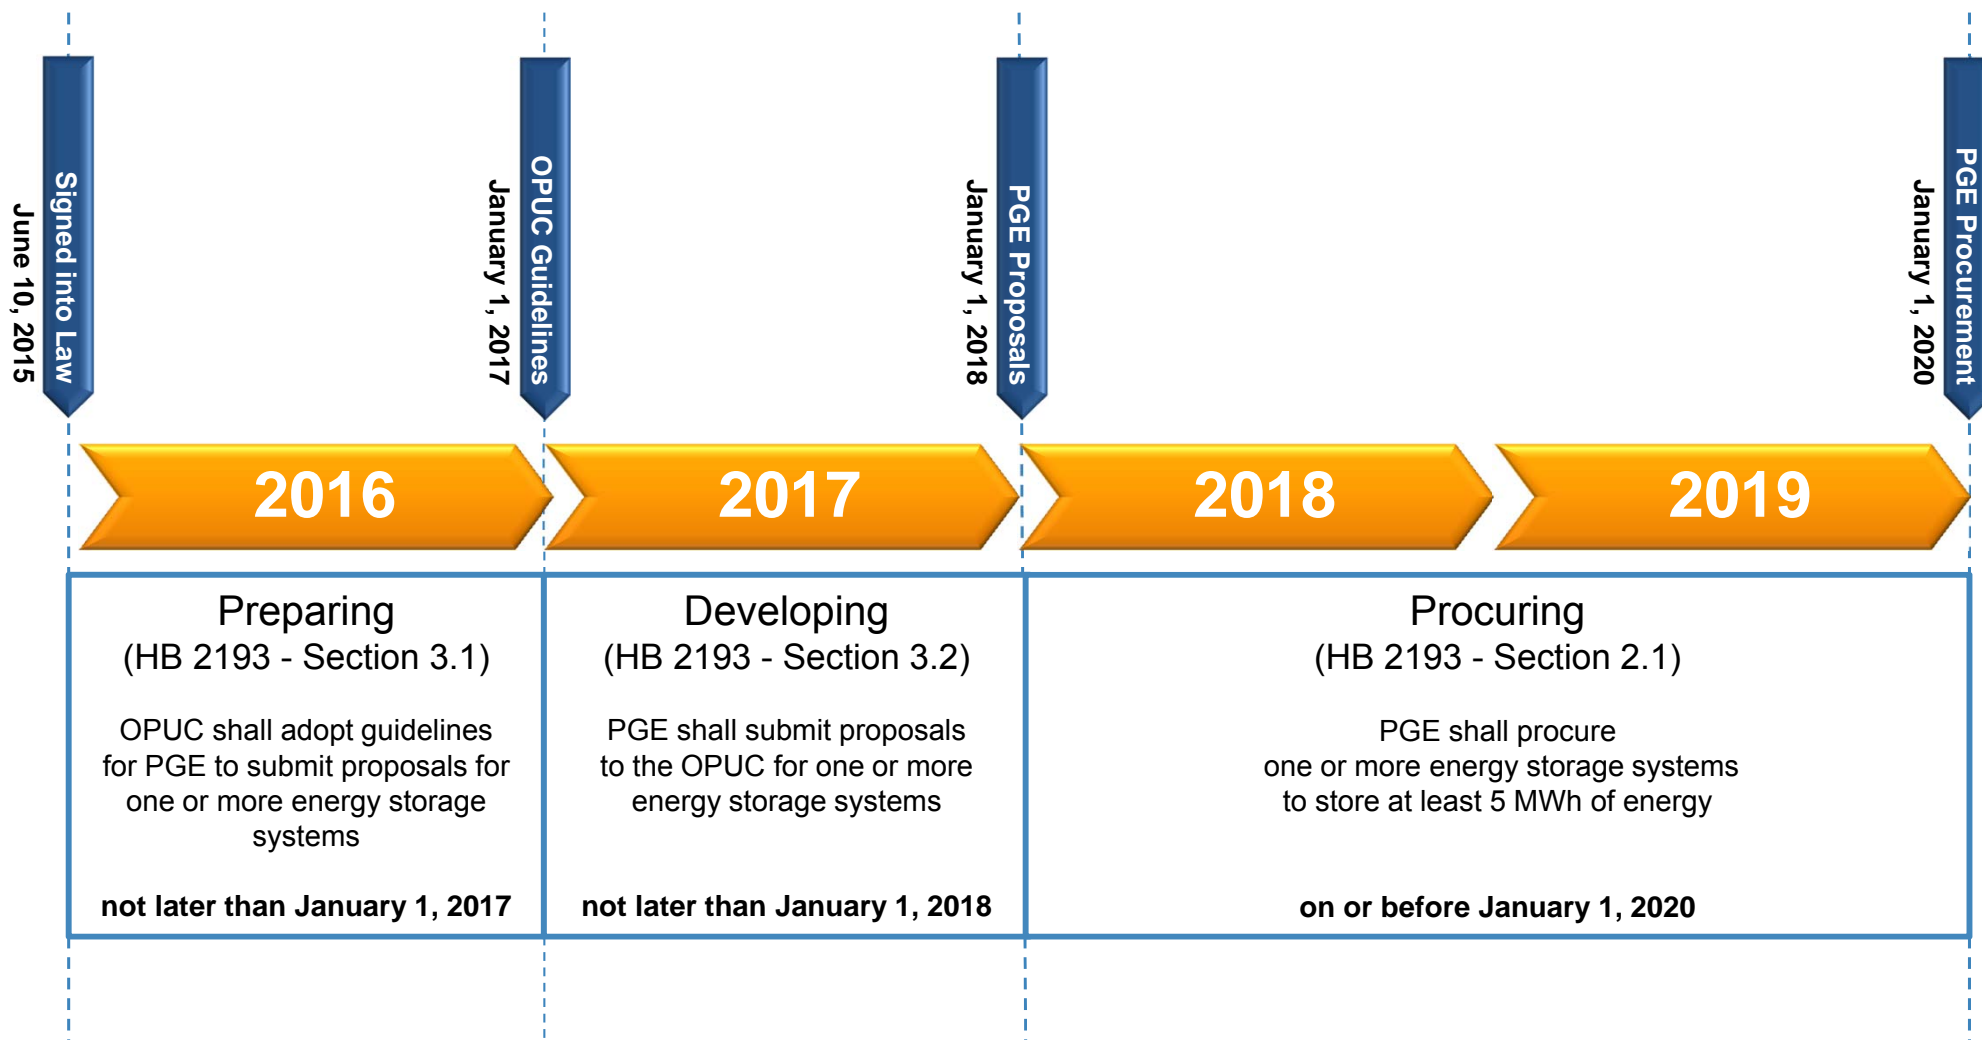 Signed into Law
June 10, 2015
OPUC Guidelines
January 1, 2017
PGE Proposals
January 1, 2018
PGE Procurement
January 1, 2020
2016
2017
2018
2019
Preparing
(HB 2193 - Section 3.1)
OPUC shall adopt guidelines
for PGE to submit proposals for
one or more energy storage
systems
not later than January 1, 2017
Developing
(HB 2193 - Section 3.2)
PGE shall submit proposals
to the OPUC for one or more
energy storage systems
not later than January 1, 2018
Procuring
(HB 2193 - Section 2.1)
PGE shall procure
one or more energy storage systems
to store at least 5 MWh of energy
on or before January 1, 2020